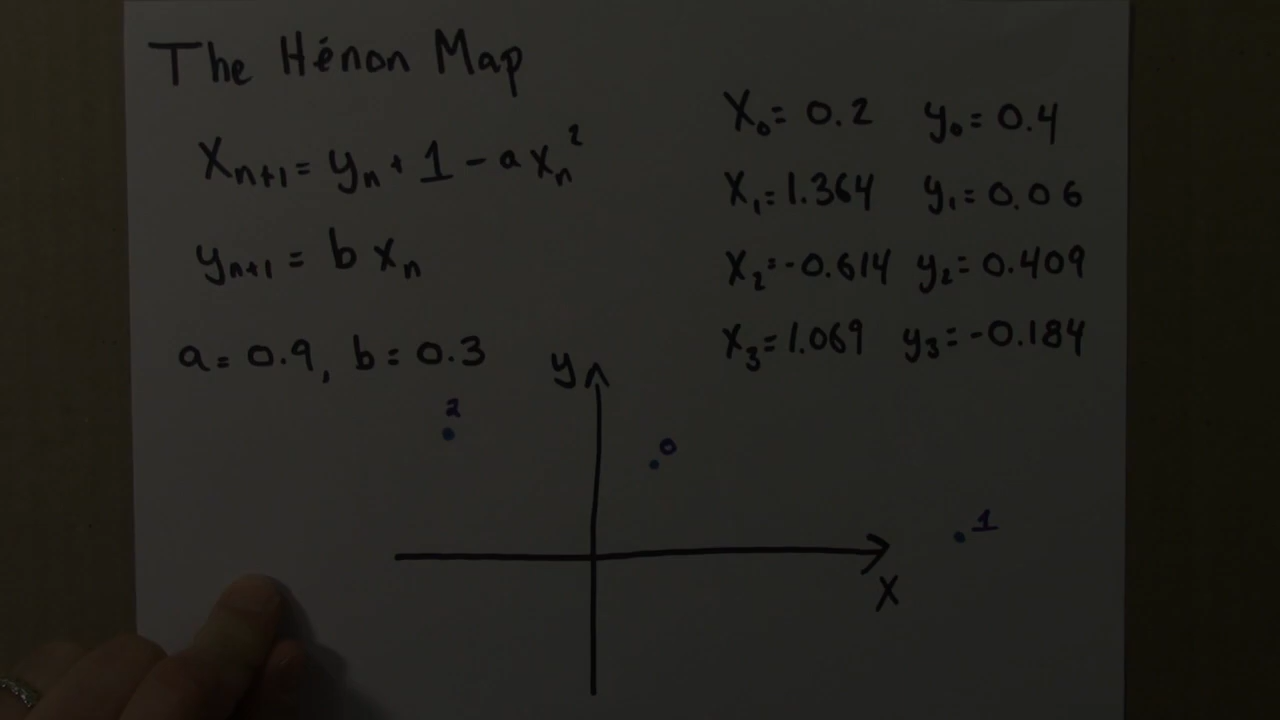 The Hénon Map
Xn+1 = yn + 1 - a xn²
yn+1 = b xn
a = 0.9, b = 0.3
X0 = 0.2 y0 = 0.4
X1 = 1.364 y1 = 0.06
X2 = -0.614 y2 = 0.409
X3 = 1.069 y3 = -0.184
y
2
0
1
X